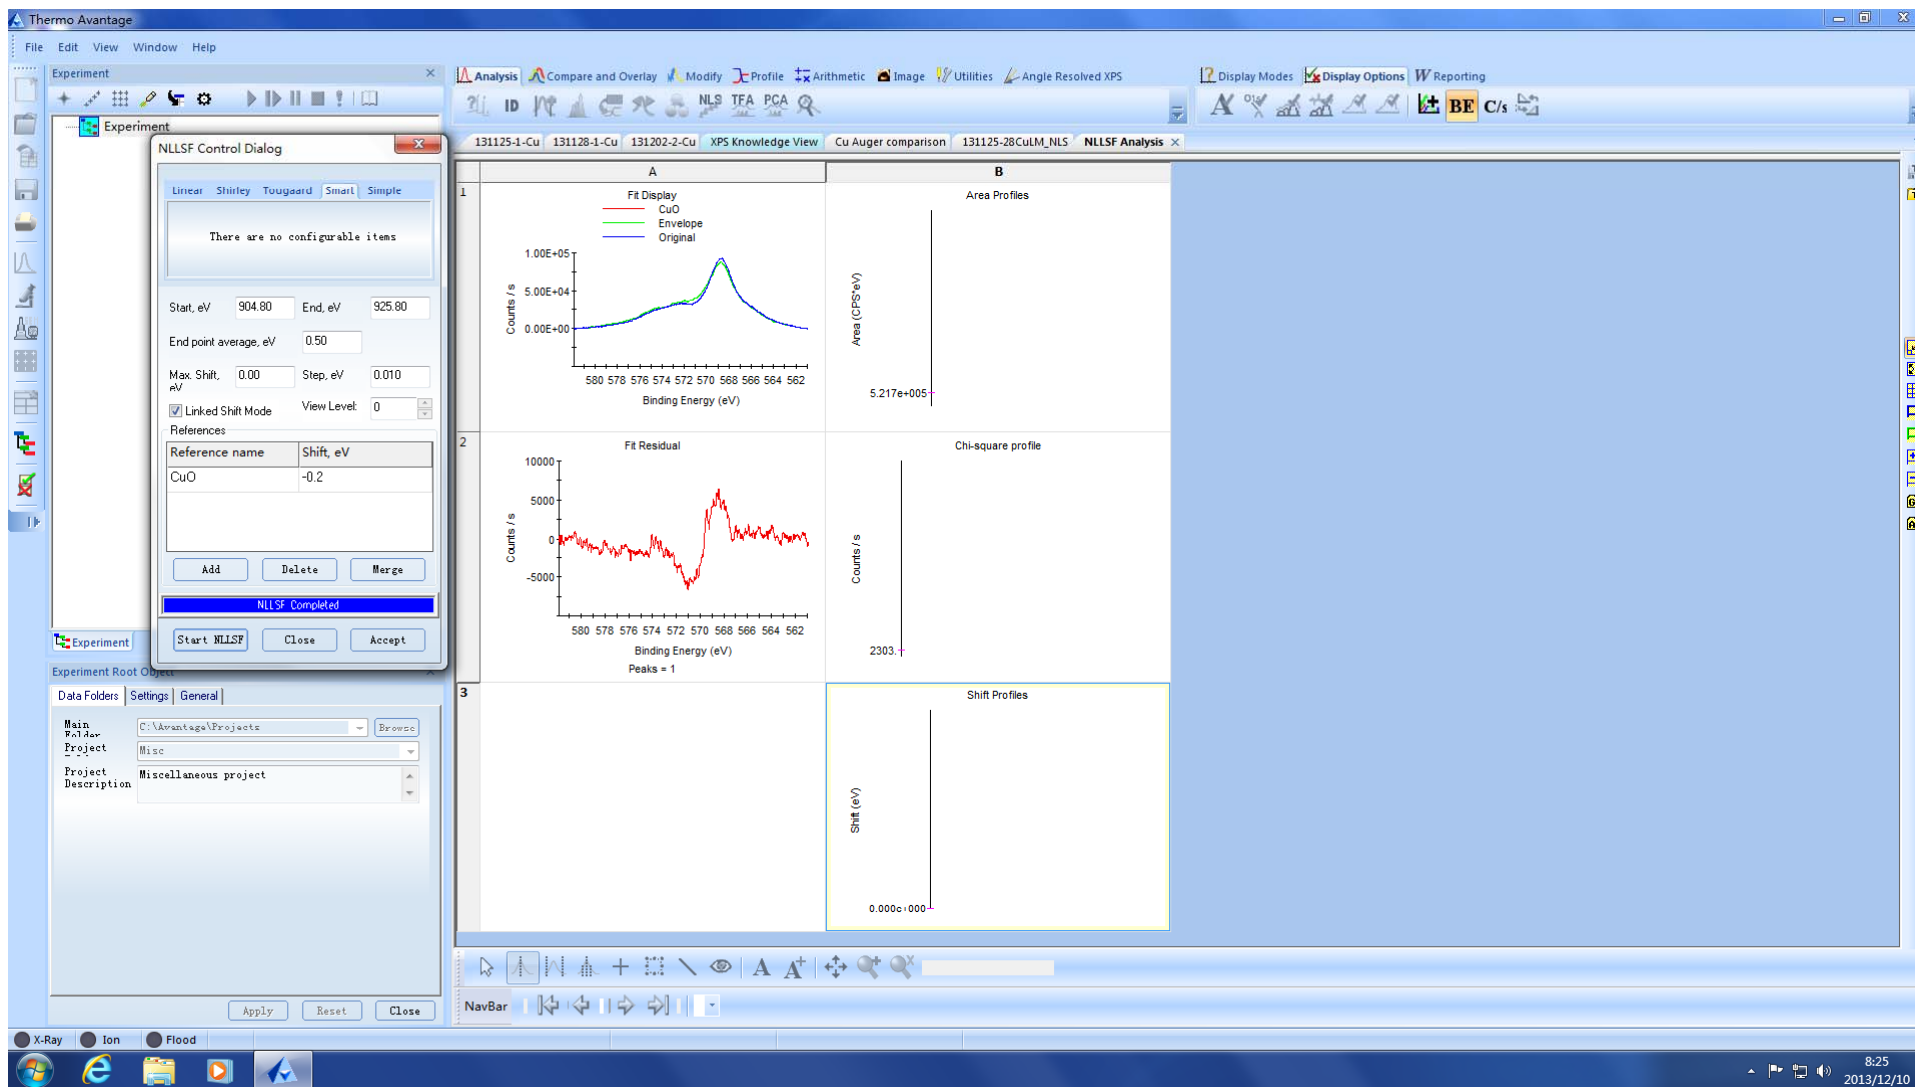 Thermo Avantage
File Edit View Window Help
Experiment
Analysis Compare and Overlay Modify Profile Arithmetic Image Utilities Angle Resolved XPS
Display Modes Display Options W Reporting
ID NLS TFA PCA
BE C/s
Experiment
131125-1-Cu 131128-1-Cu 131202-2-Cu XPS Knowledge View Cu Auger comparison 131125-28CuLM_NLS NLLSF Analysis
NLLSF Control Dialog
Linear Shirley Tougaard Smart Simple
There are no configurable items
Start, eV 904.80 End, eV 925.80
End point average, eV 0.50
Max. Shift, eV 0.00 Step, eV 0.010
Linked Shift Mode View Level: 0
References
Reference name Shift, eV
CuO -0.2
Add Delete Merge
NLLSF Completed
Start NLLSF Close Accept
A B
1
Fit Display
CuO
Envelope
Original
1.00E+05
5.00E+04
0.00E+00
Counts / s
580 578 576 574 572 570 568 566 564 562
Binding Energy (eV)
Area Profiles
Area (CPS*eV)
5.217e+005
2
Fit Residual
10000
5000
0
-5000
Counts / s
580 578 576 574 572 570 568 566 564 562
Binding Energy (eV)
Peaks = 1
Chi-square profile
Counts / s
2303.
3
Shift Profiles
Shift (eV)
0.000e+000
Experiment
Experiment Root Object
Data Folders Settings General
Main Folder C:\Avantage\Projects Browse
Project Misc
Project Description Miscellaneous project
Apply Reset Close
A A+
NavBar
X-Ray Ion Flood
8:25
2013/12/10